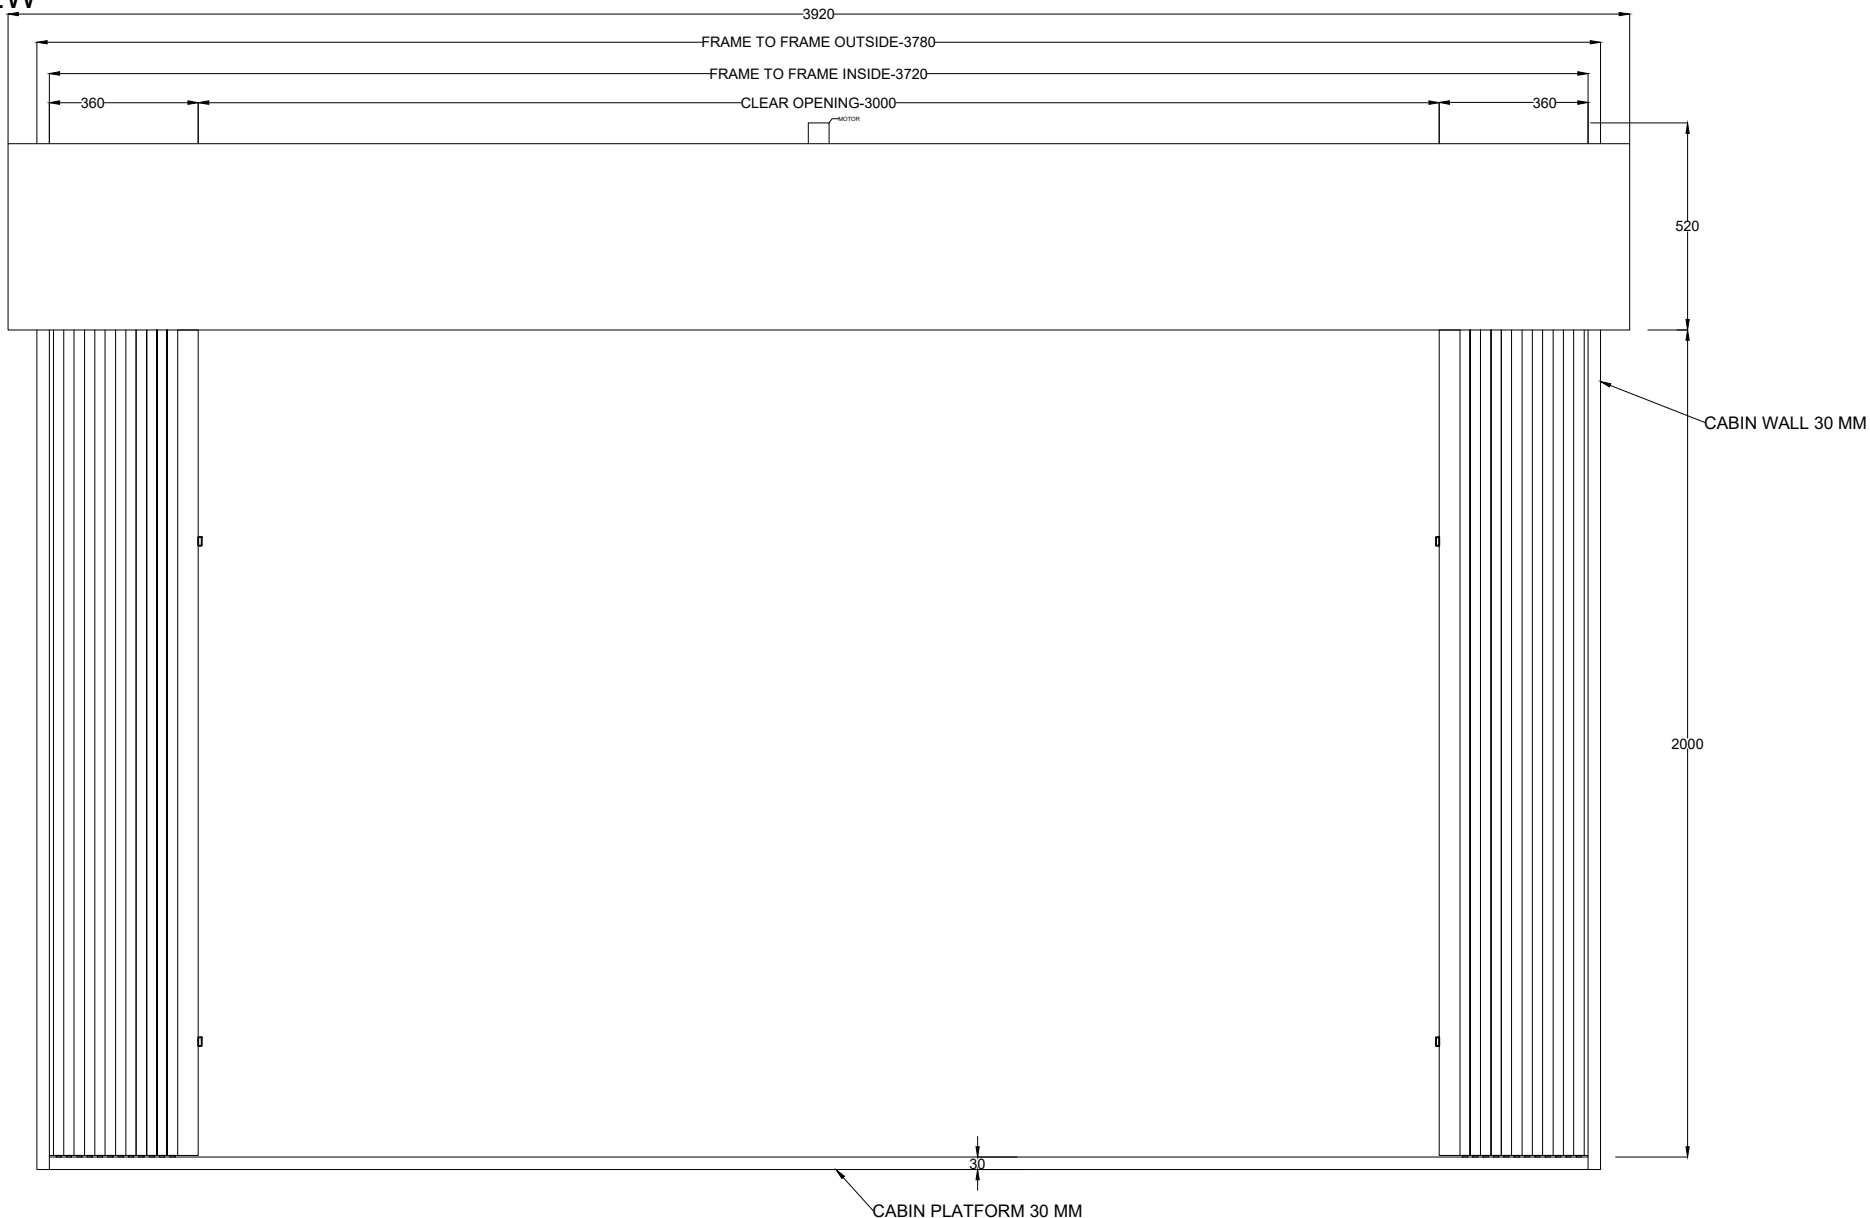 3920
FRAME TO FRAME OUTSIDE-3780
FRAME TO FRAME INSIDE-3720
360
CLEAR OPENING-3000
360
MOTOR
520
CABIN WALL 30 MM
2000
30
CABIN PLATFORM 30 MM